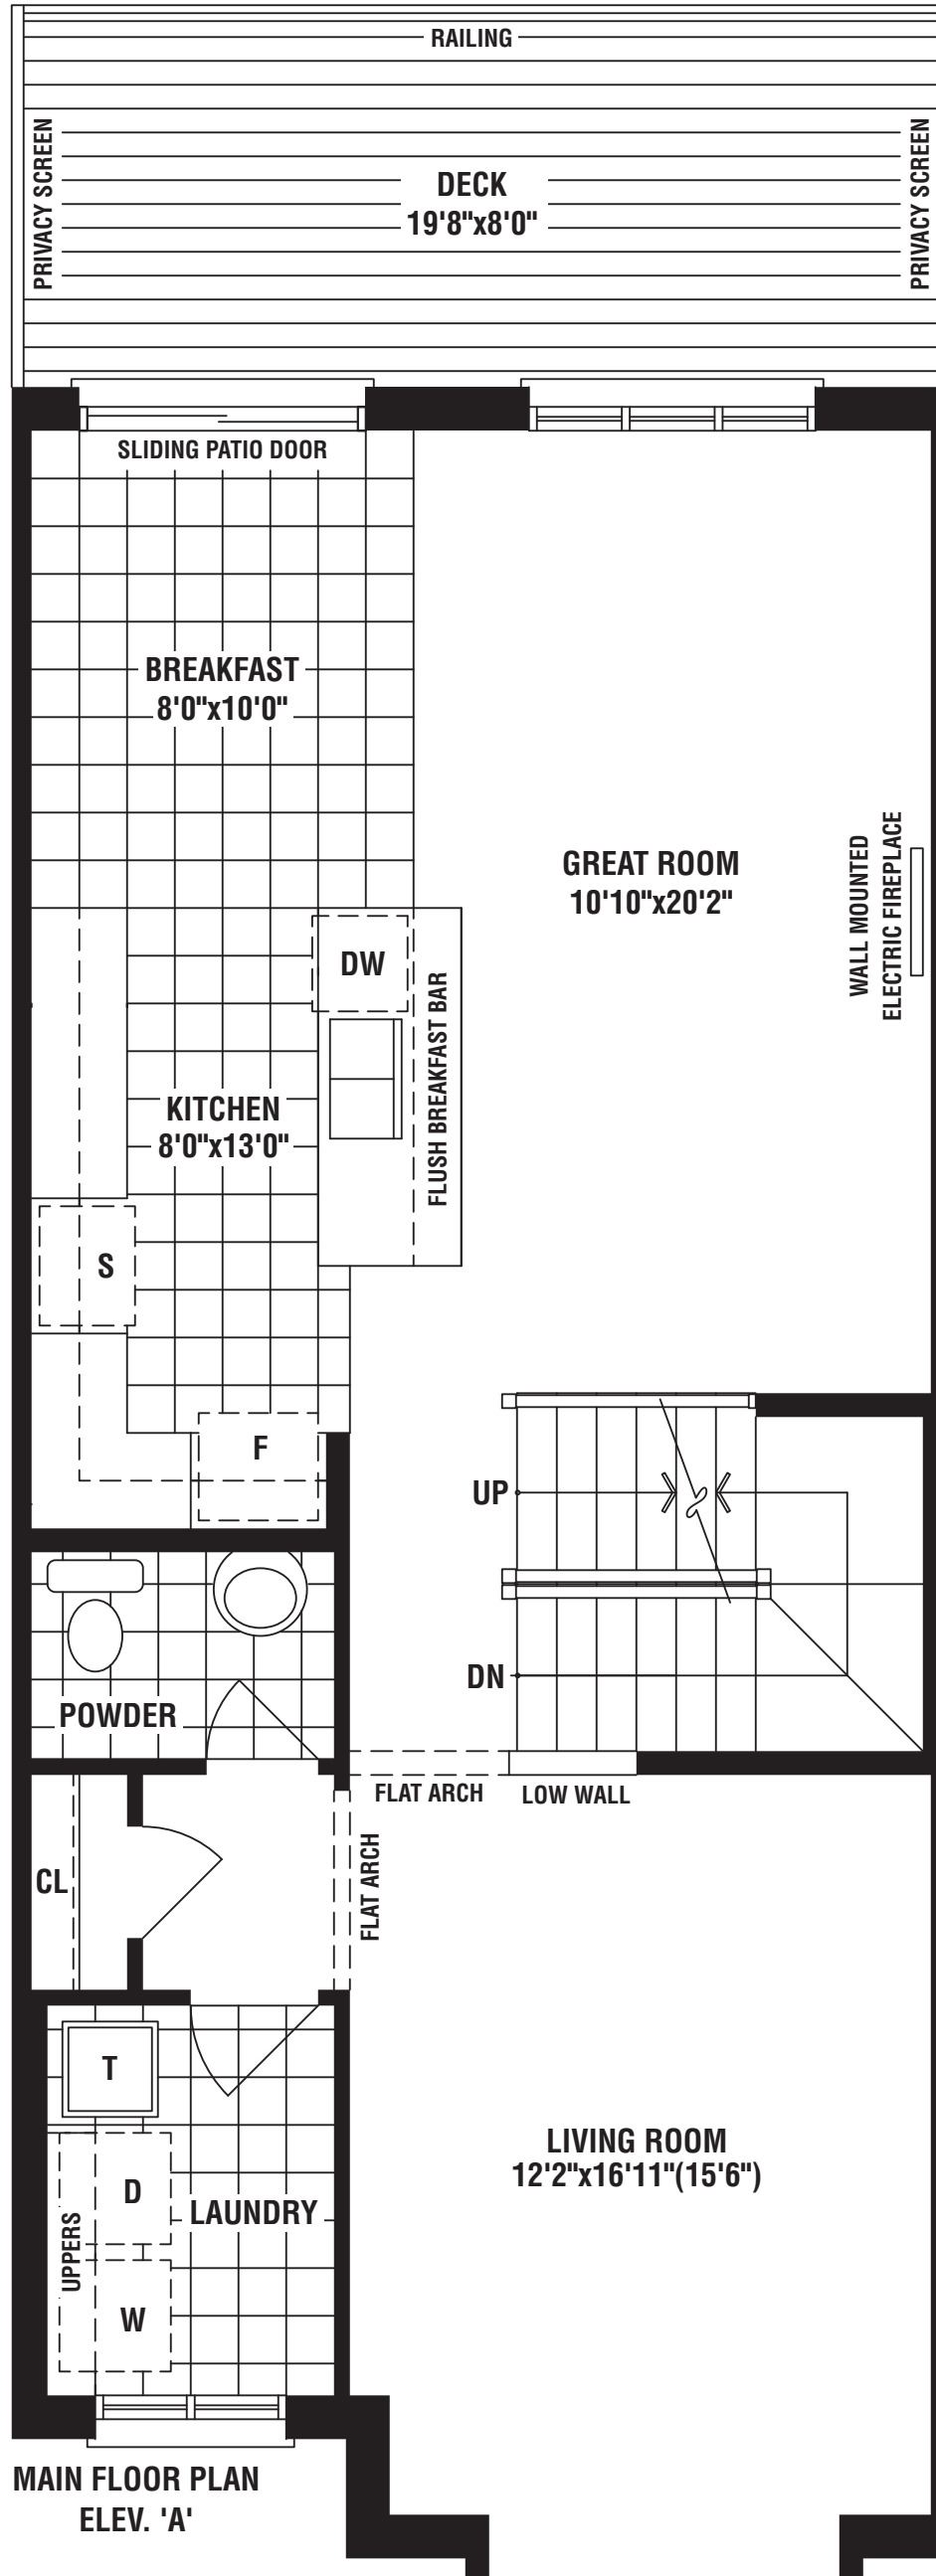 RAILING
PRIVACY SCREEN
PRIVACY SCREEN
DECK
19'8"x8'0"
SLIDING PATIO DOOR
BREAKFAST
8'0"x10'0"
GREAT ROOM
10'10"x20'2"
WALL MOUNTED
ELECTRIC FIREPLACE
DW
FLUSH BREAKFAST BAR
KITCHEN
8'0"x13'0"
S
F
UP
DN
POWDER
FLAT ARCH
LOW WALL
CL
FLAT ARCH
T
D
UPPERS
LAUNDRY
W
LIVING ROOM
12'2"x16'11"(15'6")
MAIN FLOOR PLAN
ELEV. 'A'